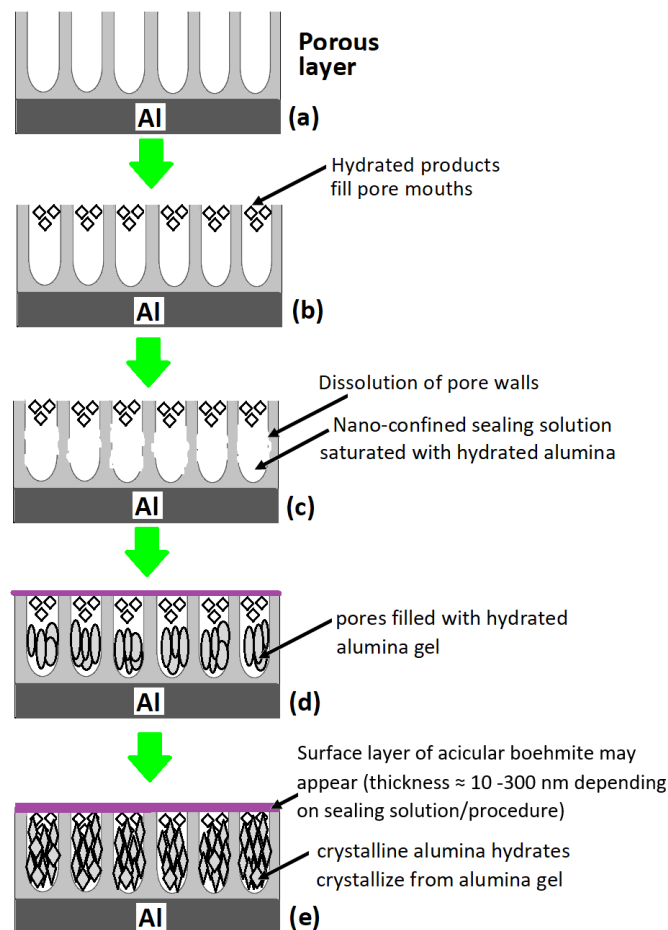 Porous
layer
Al
(a)
Hydrated products
fill pore mouths
Al
(b)
Dissolution of pore walls
Nano-confined sealing solution
saturated with hydrated alumina
Al
(c)
pores filled with hydrated
alumina gel
Al
(d)
Surface layer of acicular boehmite may
appear (thickness ≈ 10 -300 nm depending
on sealing solution/procedure)
crystalline alumina hydrates
crystallize from alumina gel
Al
(e)